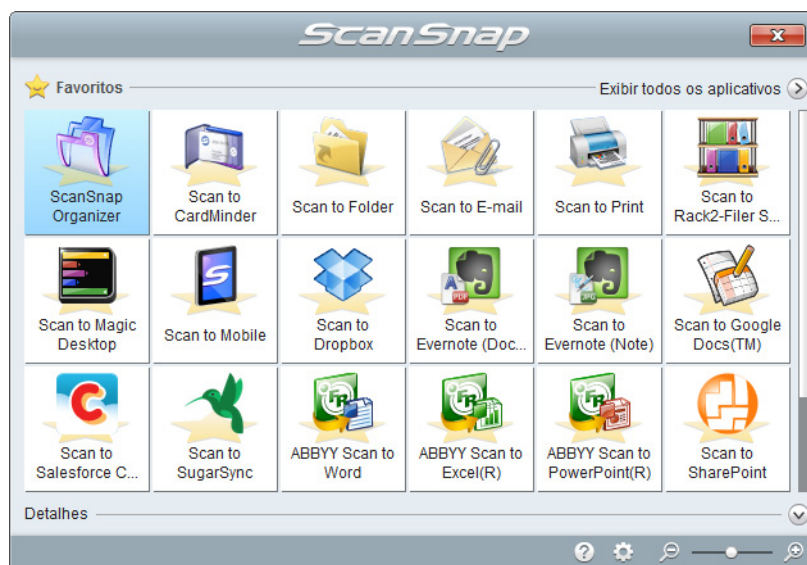 ScanSnap
Favoritos
Exibir todos os aplicativos
ScanSnap
Organizer
Scan to
CardMinder
Scan to Folder
Scan to E-mail
Scan to Print
Scan to
Rack2-Filer S...
Scan to Magic
Desktop
Scan to Mobile
Scan to
Dropbox
Scan to
Evernote (Doc...
Scan to
Evernote (Note)
Scan to Google
Docs(TM)
Scan to
Salesforce C...
Scan to
SugarSync
ABBYY Scan to
Word
ABBYY Scan to
Excel(R)
ABBYY Scan to
PowerPoint(R)
Scan to
SharePoint
Detalhes